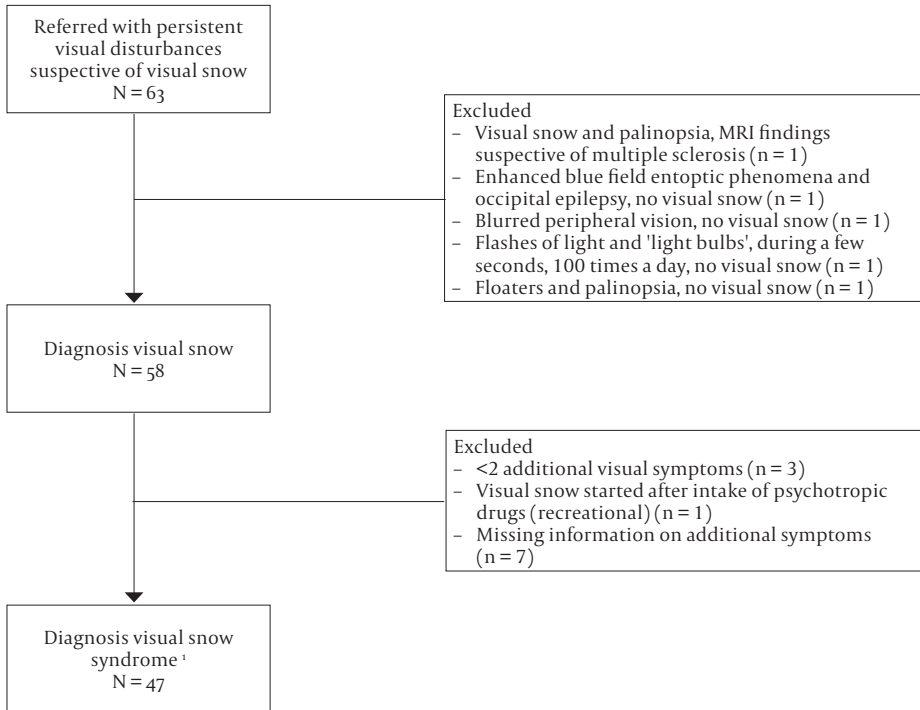 Referred with persistent
visual disturbances
suspective of visual snow
N = 63
Excluded
– Visual snow and palinopsia, MRI findings
suspective of multiple sclerosis (n = 1)
– Enhanced blue field entoptic phenomena and
occipital epilepsy, no visual snow (n = 1)
– Blurred peripheral vision, no visual snow (n = 1)
– Flashes of light and 'light bulbs', during a few
seconds, 100 times a day, no visual snow (n = 1)
– Floaters and palinopsia, no visual snow (n = 1)
Diagnosis visual snow
N = 58
Excluded
– <2 additional visual symptoms (n = 3)
– Visual snow started after intake of psychotropic
drugs (recreational) (n = 1)
– Missing information on additional symptoms
(n = 7)
Diagnosis visual snow
syndrome ¹
N = 47